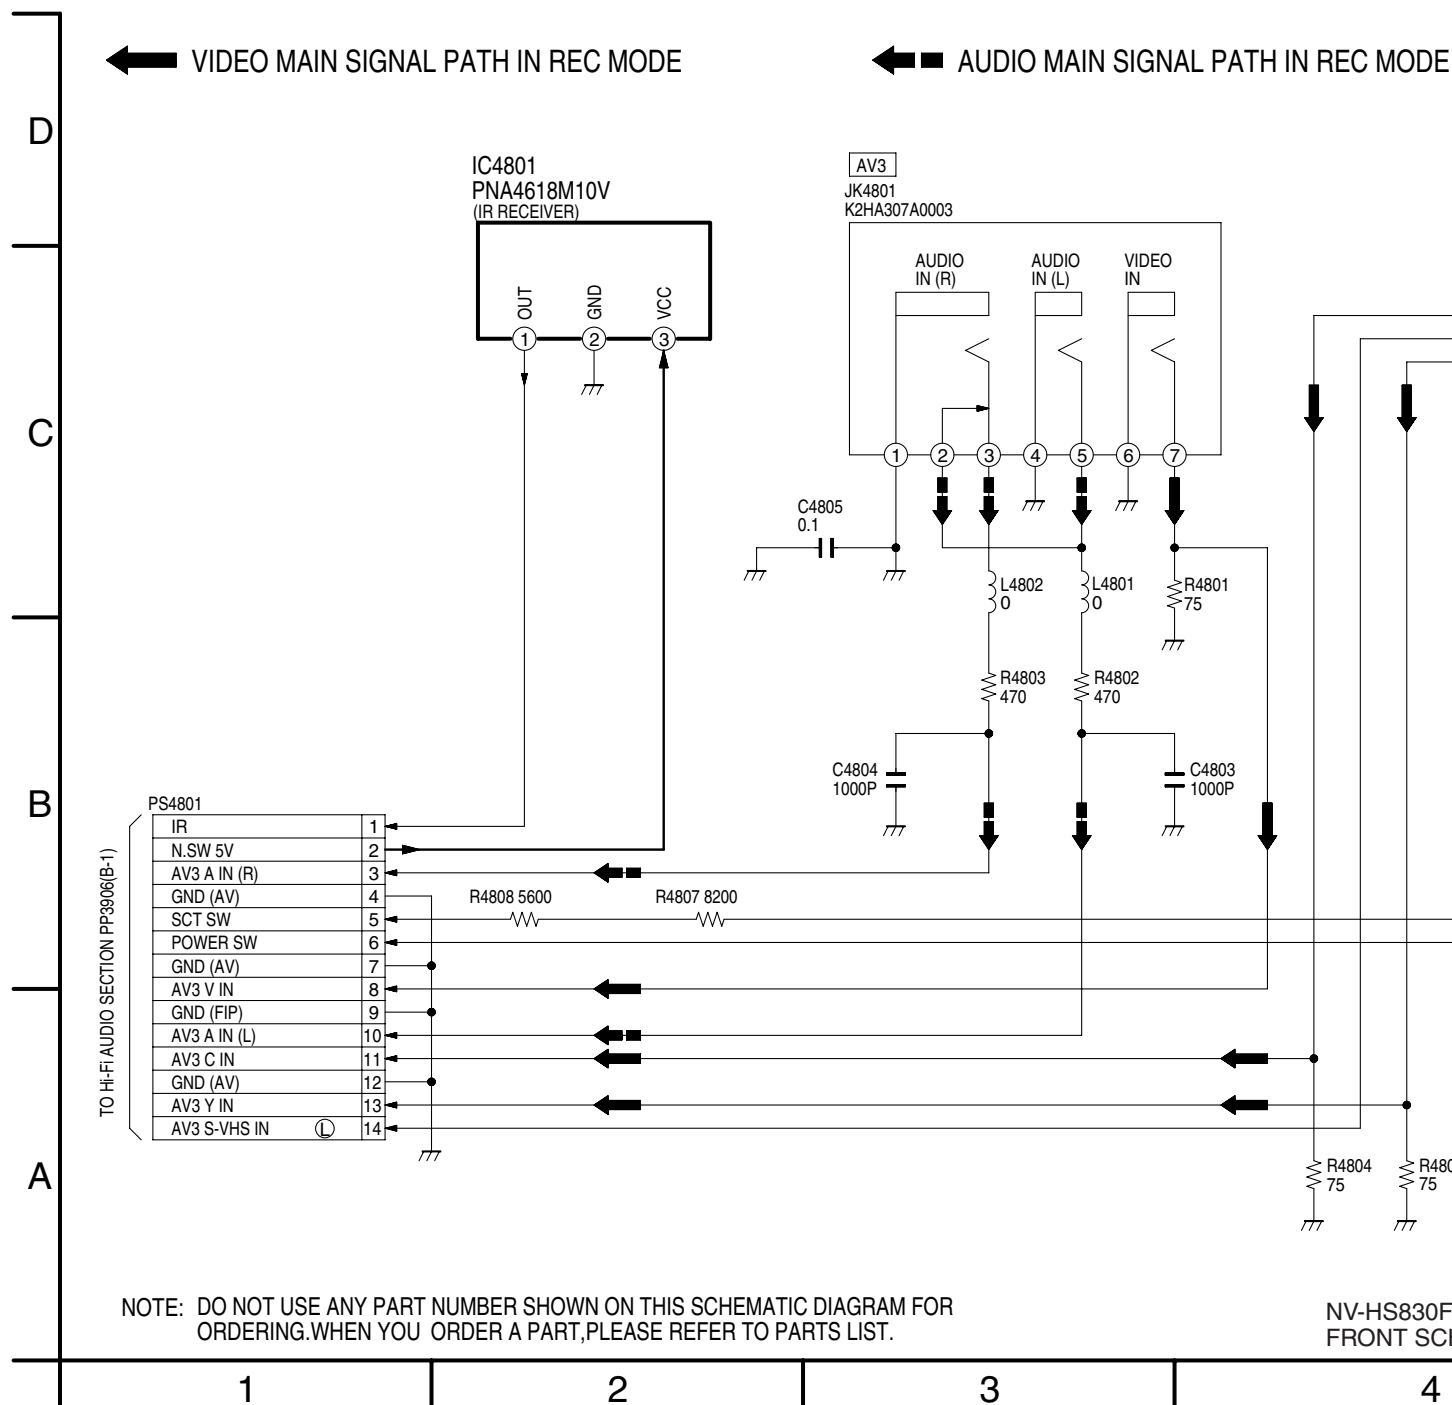 VIDEO MAIN SIGNAL PATH IN REC MODE
AUDIO MAIN SIGNAL PATH IN REC MODE
D
IC4801
PNA4618M10V
(IR RECEIVER)
OUT
GND
VCC
1
2
3
AV3
JK4801
K2HA307A0003
AUDIO
IN (R)
AUDIO
IN (L)
VIDEO
IN
1
2
3
4
5
6
7
C
C4805
0.1
L4802
0
L4801
0
R4801
75
R4803
470
R4802
470
C4804
1000P
C4803
1000P
B
PS4801
TO Hi-Fi AUDIO SECTION PP3906(B-1)
IR 1
N.SW 5V 2
AV3 A IN (R) 3
GND (AV) 4
SCT SW 5
POWER SW 6
GND (AV) 7
AV3 V IN 8
GND (FIP) 9
AV3 A IN (L) 10
AV3 C IN 11
GND (AV) 12
AV3 Y IN 13
AV3 S-VHS IN L 14
R4808 5600
R4807 8200
A
R4804
75
75
NOTE: DO NOT USE ANY PART NUMBER SHOWN ON THIS SCHEMATIC DIAGRAM FOR
ORDERING.WHEN YOU ORDER A PART,PLEASE REFER TO PARTS LIST.
NV-HS830F
FRONT
1
2
3
4